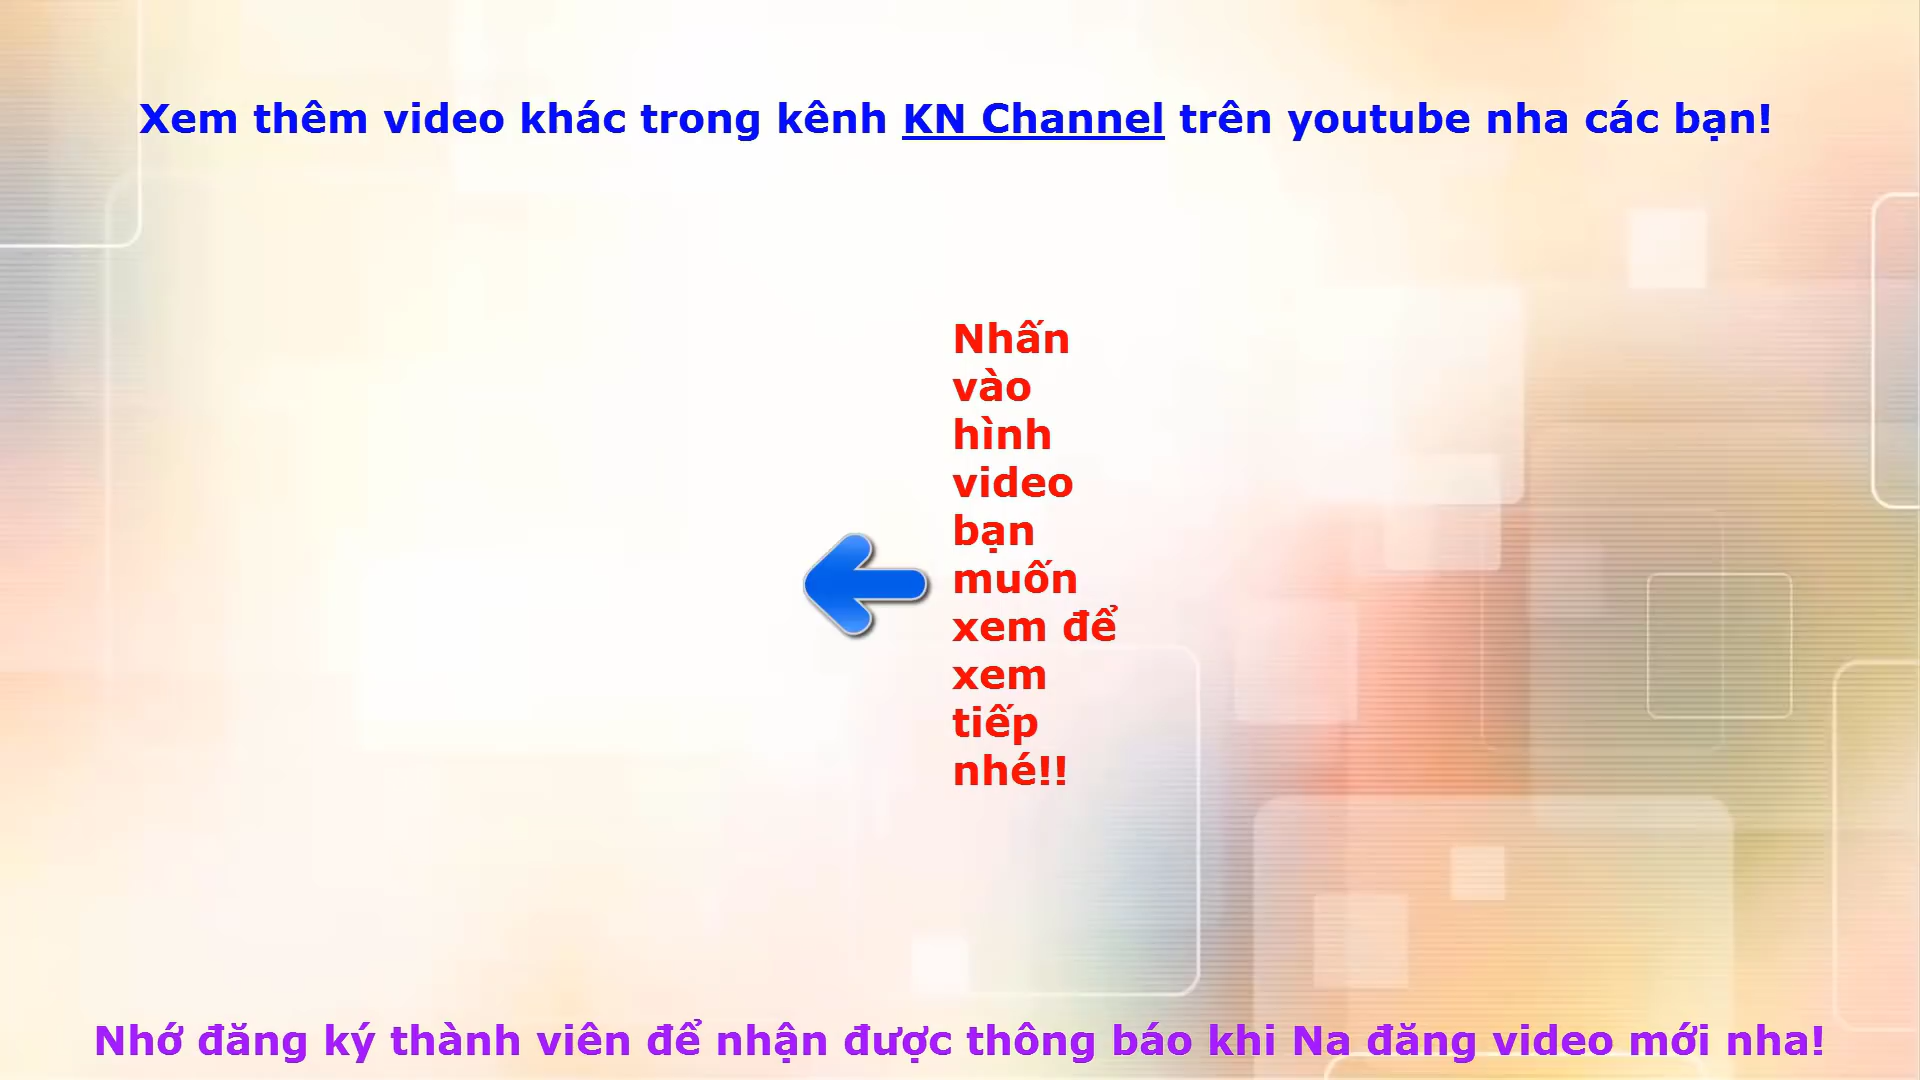 Xem thêm video khác trong kênh KN Channel trên youtube nha các bạn!
Nhấn
vào
hình
video
bạn
muốn
xem để
xem
tiếp
nhé!!
Nhớ đăng ký thành viên để nhận được thông báo khi Na đăng video mới nha!